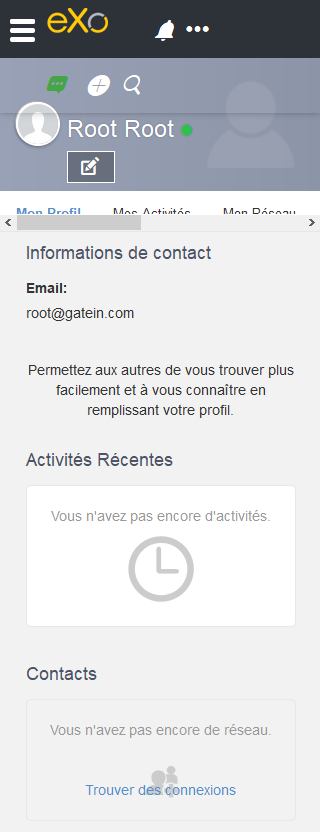 eXo
Root Root
Mon Profil Mes Activités Mon Réseau
Informations de contact
Email:
root@gatein.com
Permettez aux autres de vous trouver plus
facilement et à vous connaître en
remplissant votre profil.
Activités Récentes
Vous n'avez pas encore d'activités.
Contacts
Vous n'avez pas encore de réseau.
Trouver des connexions